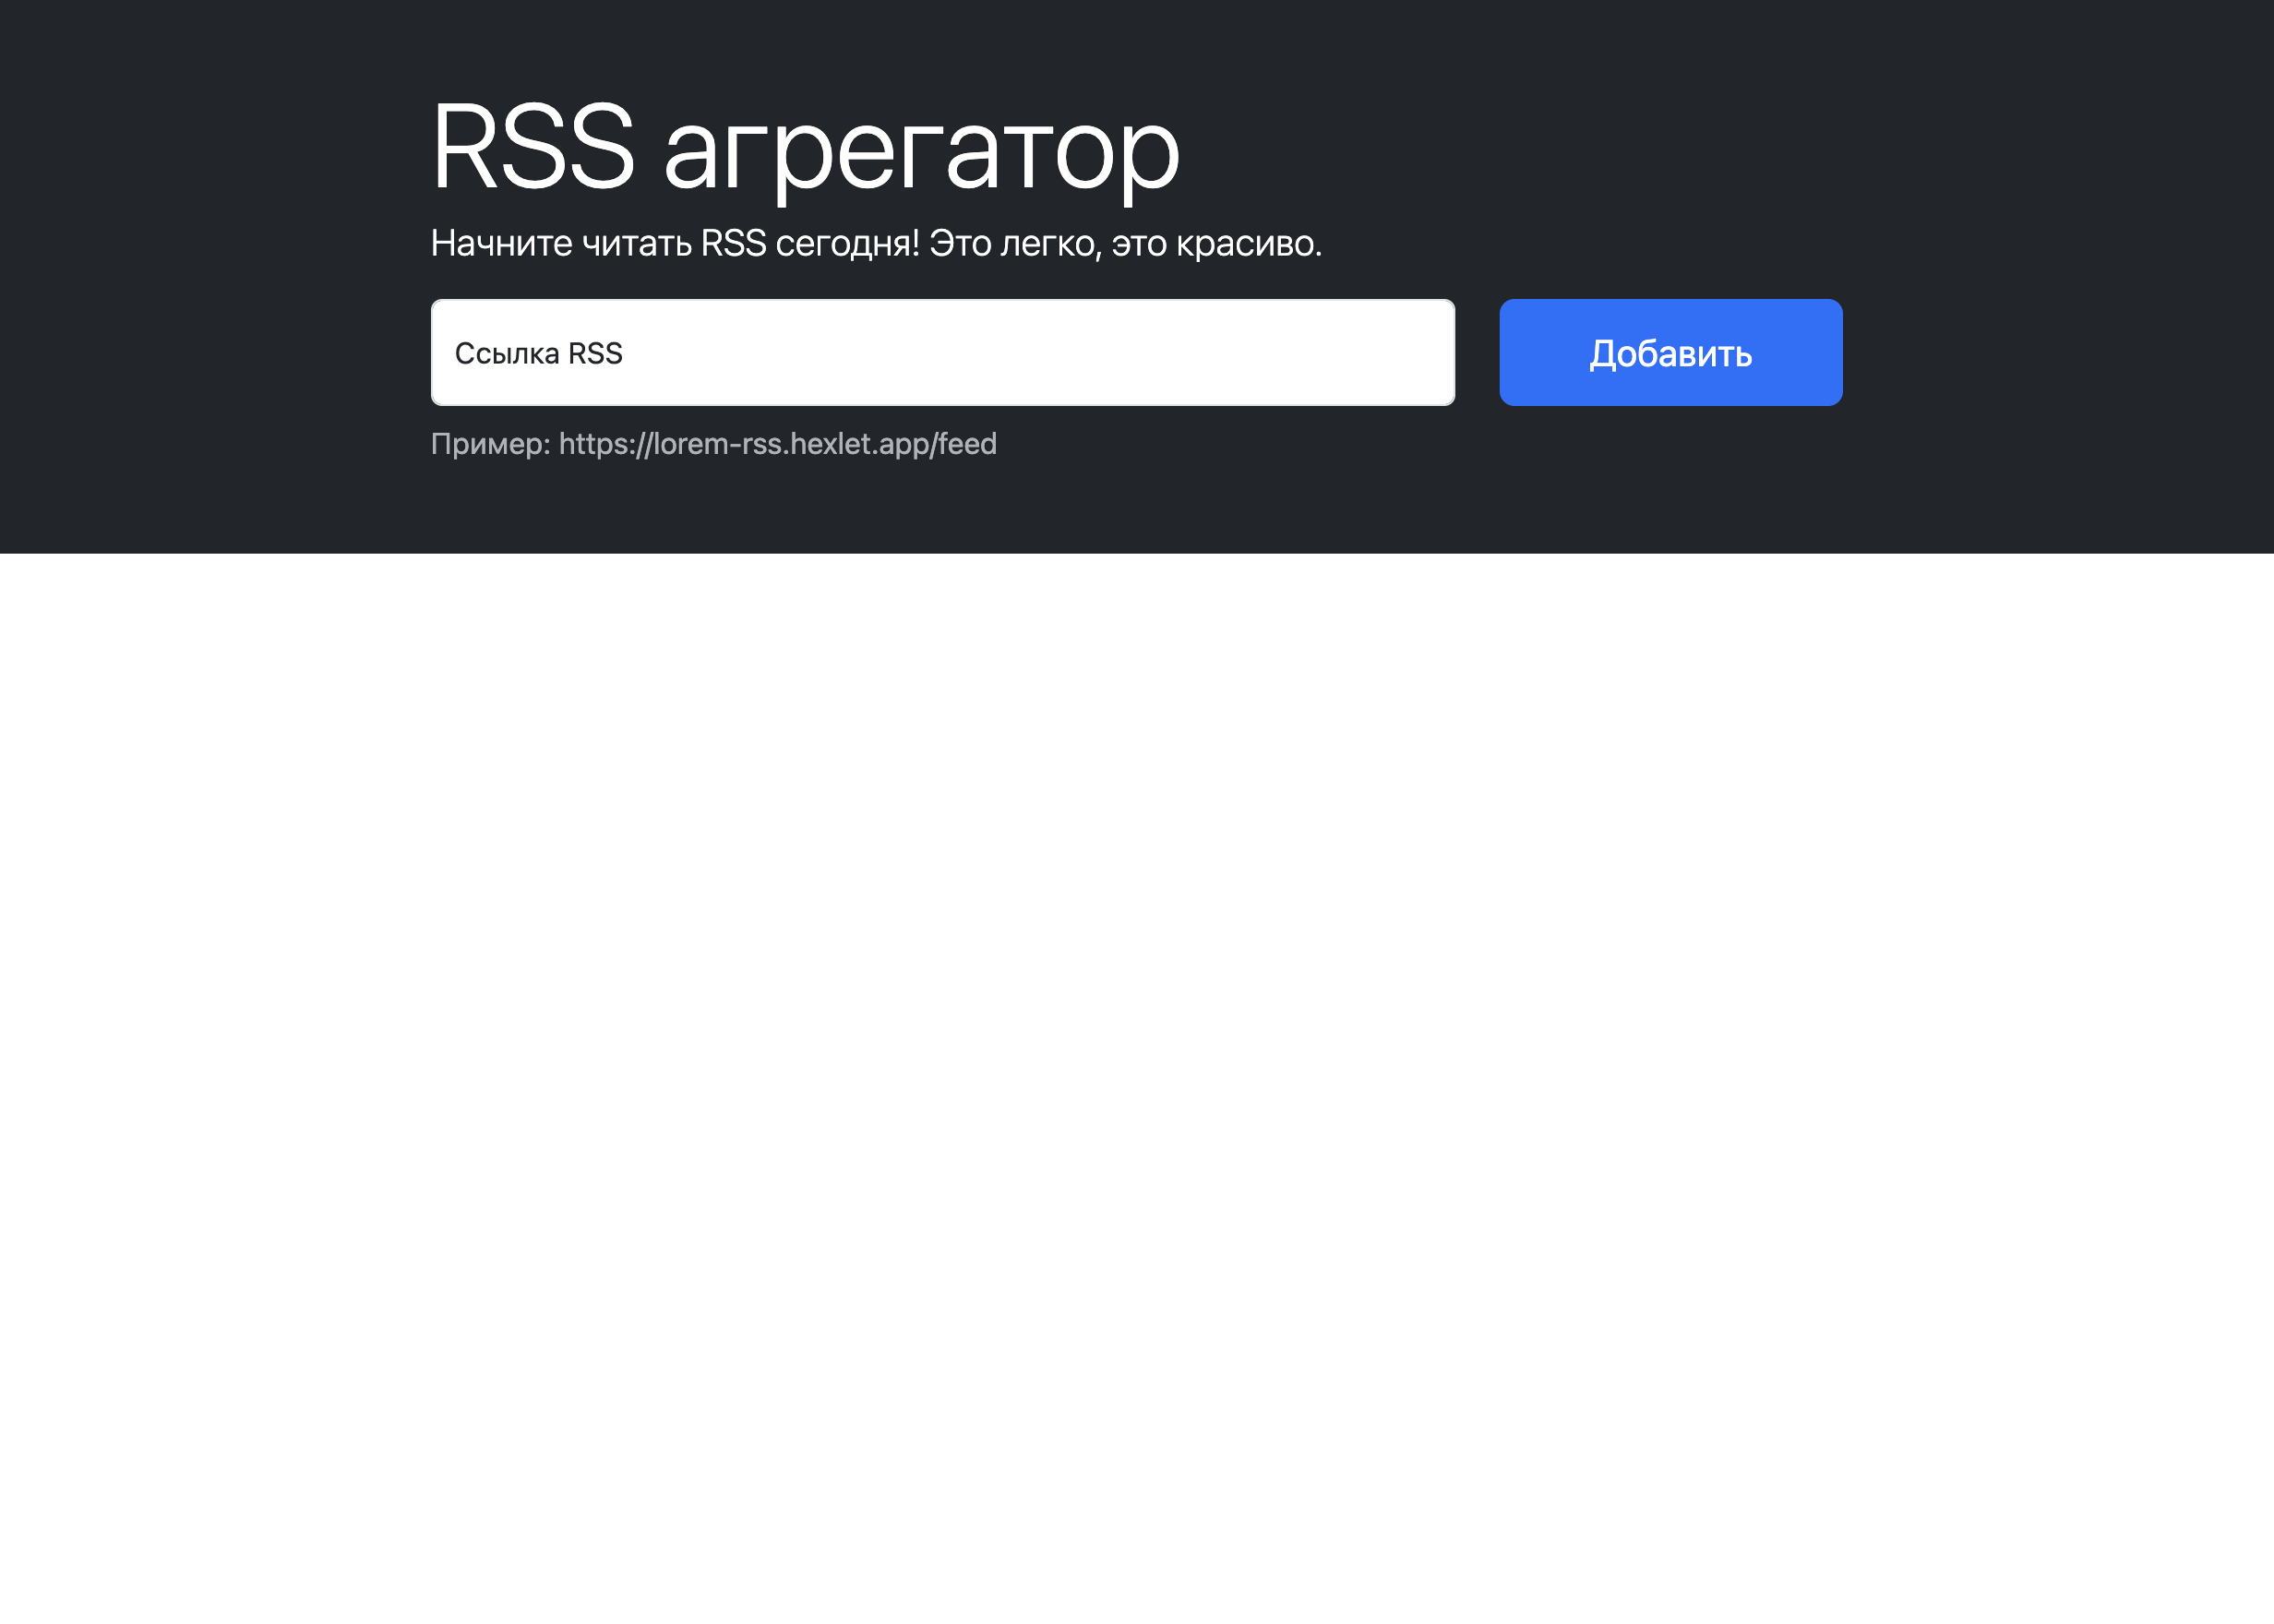 RSS агрегатор
Начните читать RSS сегодня! Это легко, это красиво.
Ссылка RSS
Добавить
Пример: https://lorem-rss.hexlet.app/feed